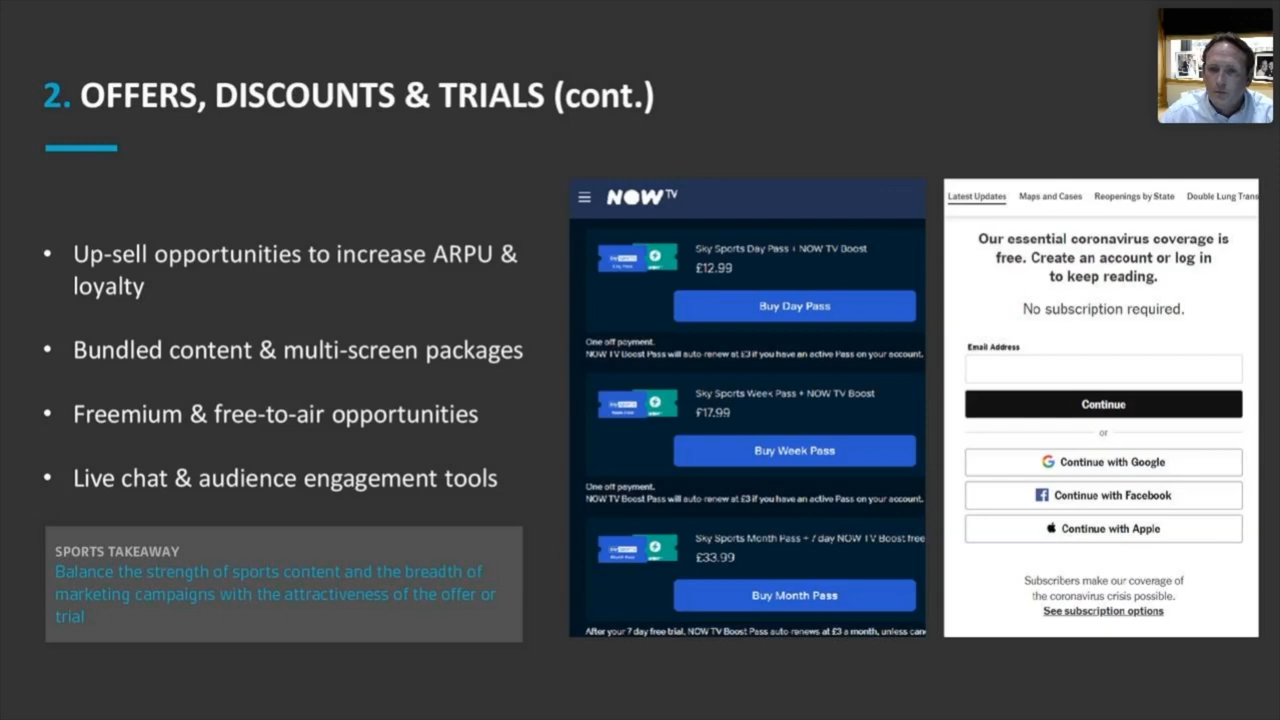 2. OFFERS, DISCOUNTS & TRIALS (cont.)
• Up-sell opportunities to increase ARPU &
loyalty
• Bundled content & multi-screen packages
• Freemium & free-to-air opportunities
• Live chat & audience engagement tools
SPORTS TAKEAWAY
Balance the strength of sports content and the breadth of
marketing campaigns with the attractiveness of the offer or
trial
NOW TV
Sky Sports Day Pass + NOW TV Boost
£12.99
Buy Day Pass
One off payment.
NOW TV Boost Pass will auto-renew at £3 if you have an active Pass on your account.
Sky Sports Week Pass + NOW TV Boost
£17.99
Buy Week Pass
One off payment.
NOW TV Boost Pass will auto-renew at £3 if you have an active Pass on your account.
Sky Sports Month Pass + 7 day NOW TV Boost free
£33.99
Buy Month Pass
After your 7 day free trial, NOW TV Boost Pass auto-renews at £3 a month, unless can
Latest Updates Maps and Cases Reopenings by State Double Lung Trans
Our essential coronavirus coverage is
free. Create an account or log in
to keep reading.
No subscription required.
Email Address
Continue
or
Continue with Google
Continue with Facebook
Continue with Apple
Subscribers make our coverage of
the coronavirus crisis possible.
See subscription options